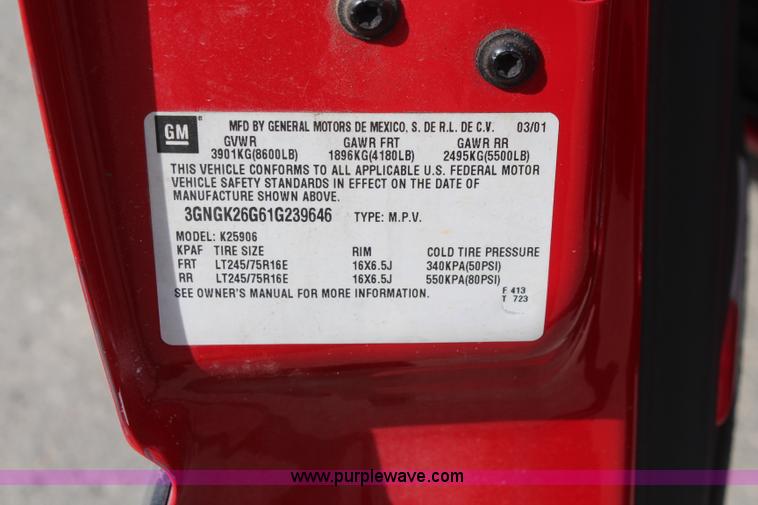 GM® MFD BY GENERAL MOTORS DE MEXICO, S. DE R.L. DE C.V. 03/01
GVWR GAWR FRT GAWR RR
3901KG(8600LB) 1896KG(4180LB) 2495KG(5500LB)
THIS VEHICLE CONFORMS TO ALL APPLICABLE U.S. FEDERAL MOTOR
VEHICLE SAFETY STANDARDS IN EFFECT ON THE DATE OF
MANUFACTURE SHOWN ABOVE.
3GNGK26G61G239646 TYPE: M.P.V.
MODEL: K25906
KPAF TIRE SIZE RIM COLD TIRE PRESSURE
FRT LT245/75R16E 16X6.5J 340KPA(50PSI)
RR LT245/75R16E 16X6.5J 550KPA(80PSI)
SEE OWNER'S MANUAL FOR MORE INFORMATION.
F 413
T 723
www.purplewave.com